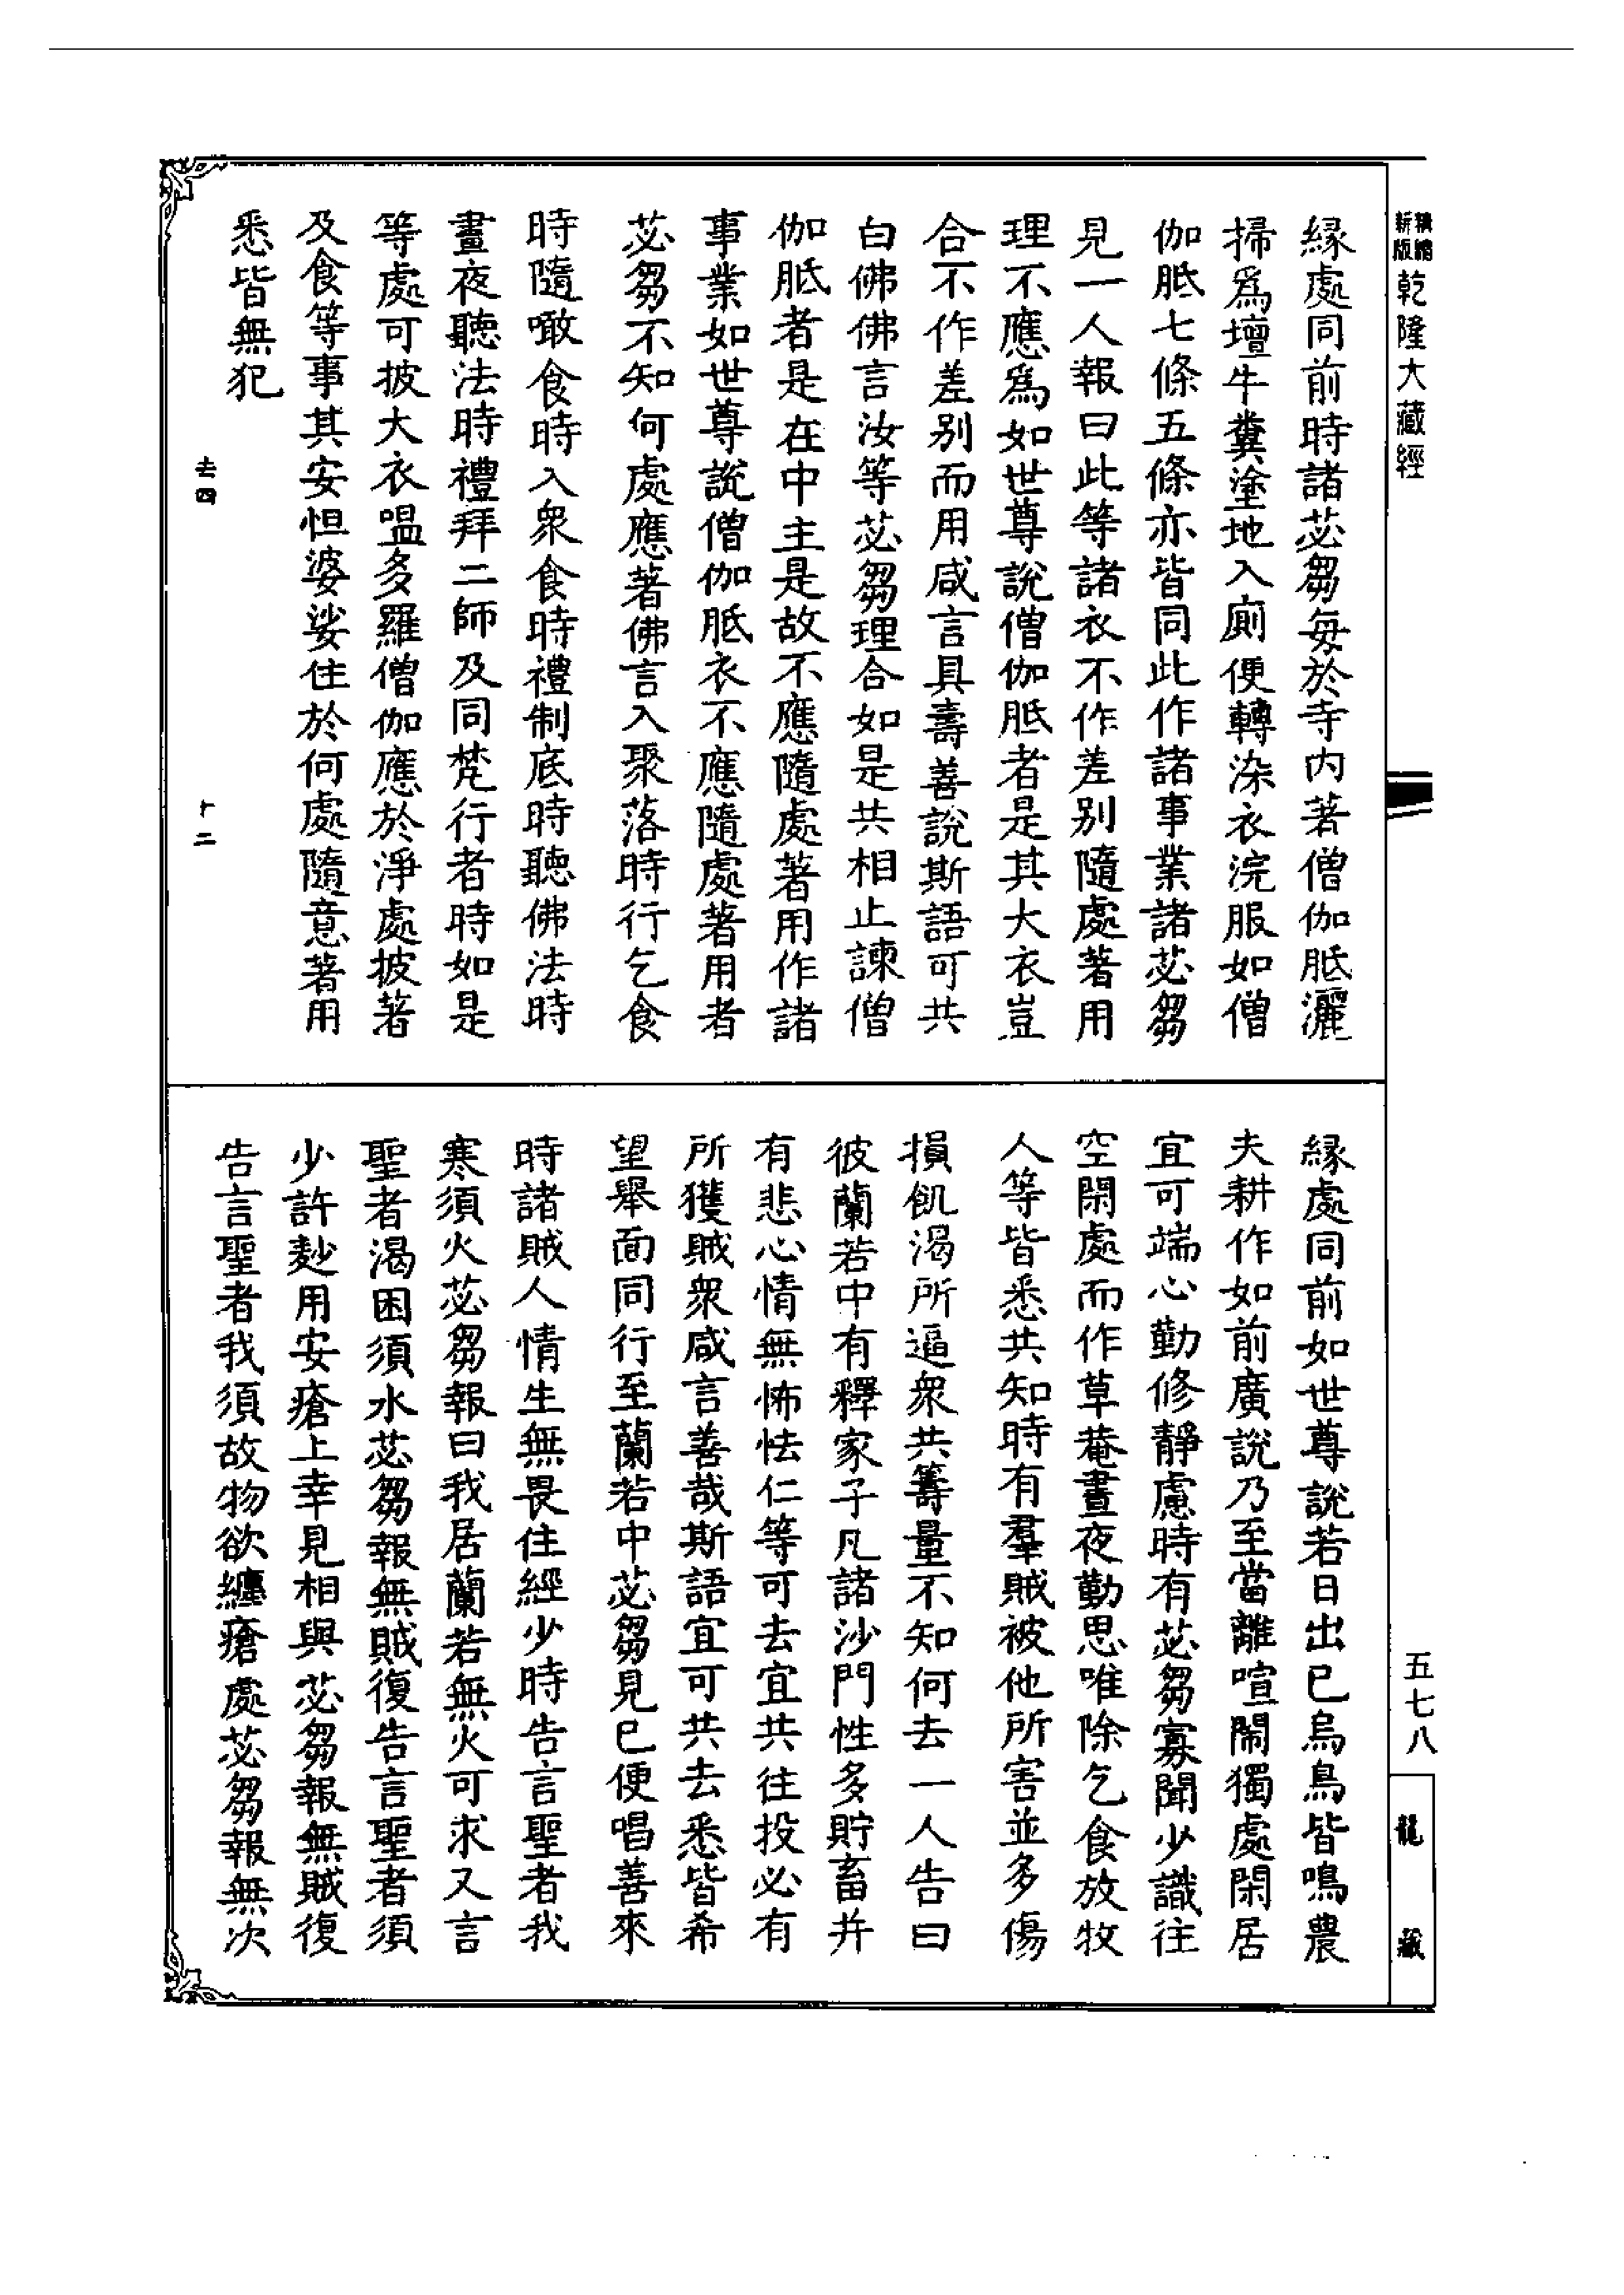 精縮
新版
乾隆大藏經
緣處同前時諸苾芻每於寺內著僧伽胝灑
掃爲壇牛糞塗地入廁便轉染衣浣服如僧
伽胝七條五條亦皆同此作諸事業諸苾芻
見一人報曰此等諸衣不作差別隨處著用
理不應爲如世尊說僧伽胝者是其大衣豈
合不作差別而用咸言具壽善說斯語可共
白佛佛言汝等苾芻理合如是共相止諫僧
伽胝者是在中主是故不應隨處著用作諸
事業如世尊說僧伽胝衣不應隨處著用者
苾芻不知何處應著佛言入聚落時行乞食
時隨噉食時入衆食時禮制底時聽佛法時
晝夜聽法時禮拜二師及同梵行者時如是
等處可披大衣嗢多羅僧伽應於淨處披著
及食等事其安怛婆娑住於何處隨意著用
悉皆無犯
去四
十二
緣處同前如世尊說若日出已烏鳥皆鳴農
夫耕作如前廣說乃至當離喧鬧獨處閑居
宜可端心勤修靜慮時有苾芻寡聞少識往
空閑處而作草菴晝夜勤思唯除乞食放牧
人等皆悉共知時有羣賊被他所害並多傷
損飢渴所逼衆共籌量不知何去一人告曰
彼蘭若中有釋家子凡諸沙門性多貯畜并
有悲心情無怖怯仁等可去宜共往投必有
所獲賊衆咸言善哉斯語宜可共去悉皆希
望舉面同行至蘭若中苾芻見已便唱善來
時諸賊人情生無畏住經少時告言聖者我
寒須火苾芻報曰我居蘭若無火可求又言
聖者渴困須水苾芻報無賊復告言聖者須
少許麨用安瘡上幸見相與苾芻報無賊復
告言聖者我須故物欲纏瘡處苾芻報無次
五七八
龍藏